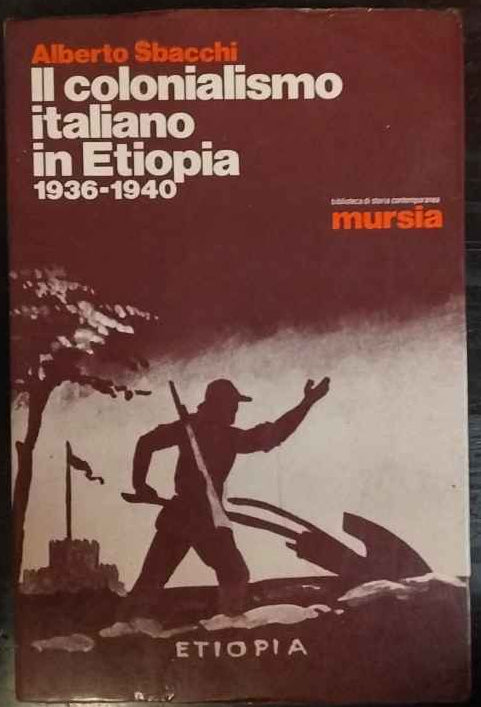 Alberto Sbacchi
Il colonialismo
italiano
in Etiopia
1936-1940
biblioteca di storia contemporanea
mursia
ETIOPIA